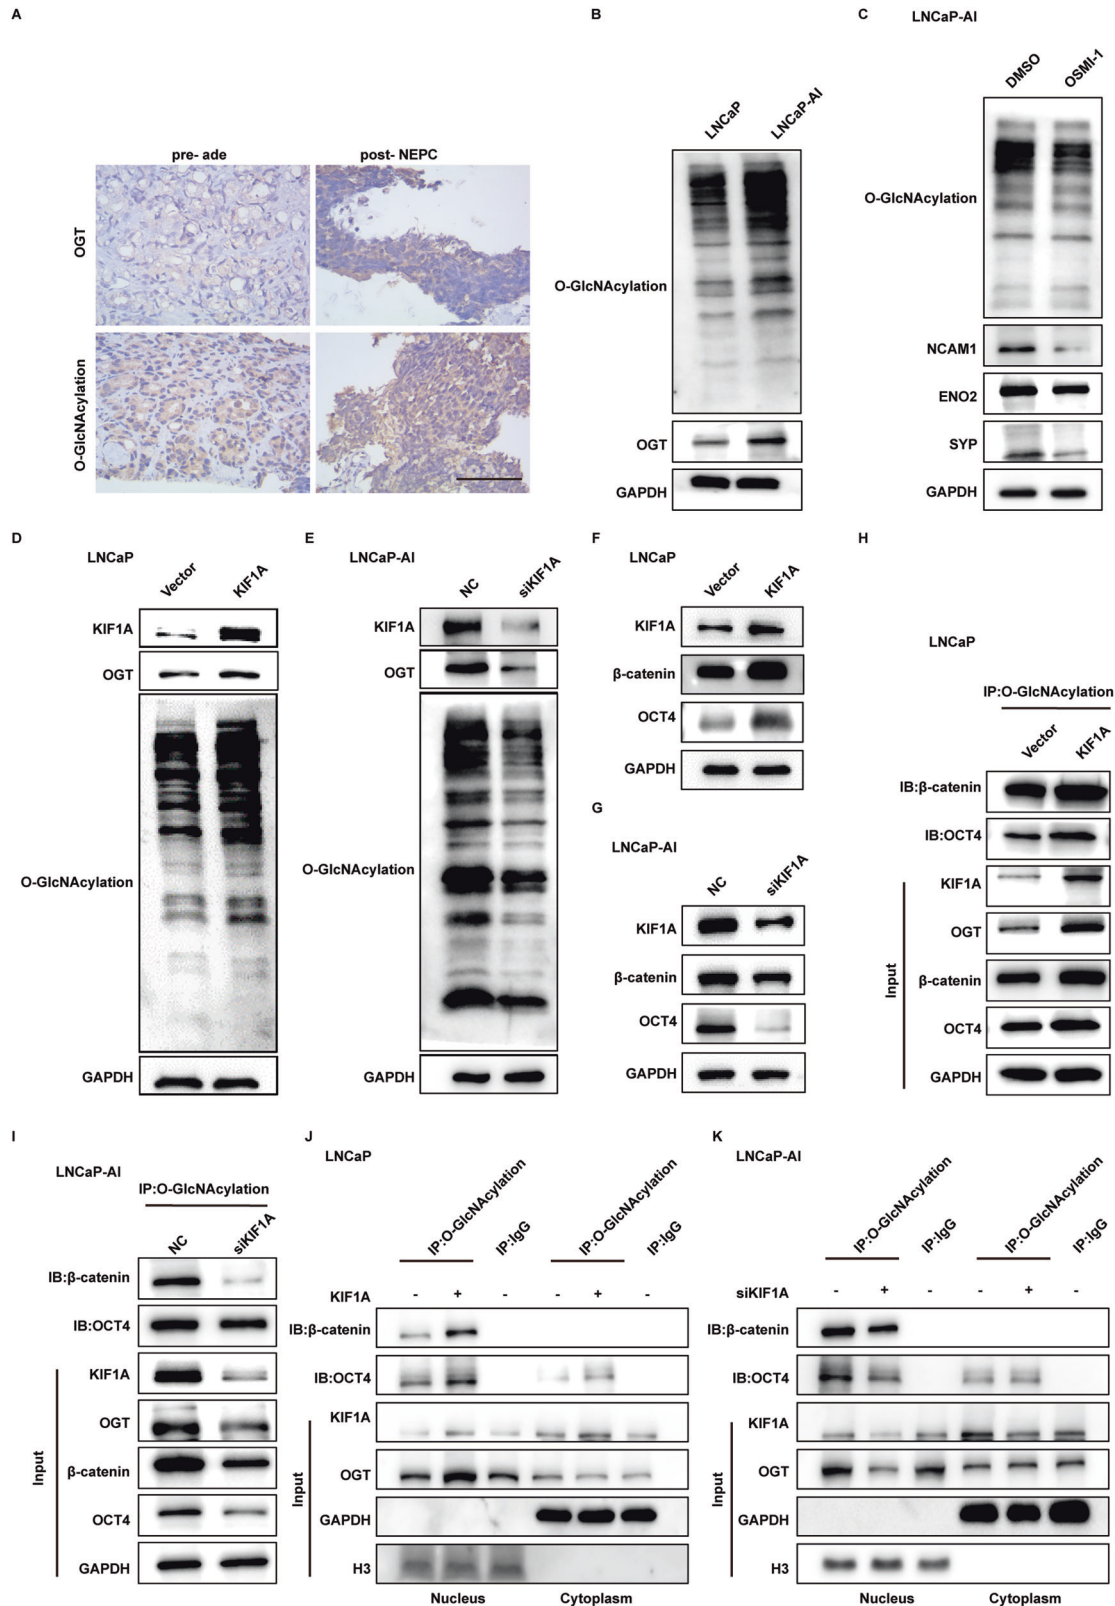 A
pre- ade
post- NEPC
OGT
O-GlcNAcylation
B
LNCaP
LNCaP-AI
O-GlcNAcylation
OGT
GAPDH
C
LNCaP-AI
DMSO
OSMI-1
O-GlcNAcylation
NCAM1
ENO2
SYP
GAPDH
D
LNCaP
Vector
KIF1A
KIF1A
OGT
O-GlcNAcylation
GAPDH
E
LNCaP-AI
NC
siKIF1A
KIF1A
OGT
O-GlcNAcylation
GAPDH
F
LNCaP
Vector
KIF1A
KIF1A
β-catenin
OCT4
GAPDH
G
LNCaP-AI
NC
siKIF1A
KIF1A
β-catenin
OCT4
GAPDH
H
LNCaP
IP:O-GlcNAcylation
Vector
KIF1A
IB:β-catenin
IB:OCT4
KIF1A
OGT
β-catenin
OCT4
GAPDH
Input
I
LNCaP-AI
IP:O-GlcNAcylation
NC
siKIF1A
IB:β-catenin
IB:OCT4
KIF1A
OGT
β-catenin
OCT4
GAPDH
Input
J
LNCaP
IP:O-GlcNAcylation
IP:IgG
IP:O-GlcNAcylation
IP:IgG
KIF1A - + - - + -
IB:β-catenin
IB:OCT4
KIF1A
OGT
GAPDH
H3
Input
Nucleus Cytoplasm
K
LNCaP-AI
IP:O-GlcNAcylation
IP:IgG
IP:O-GlcNAcylation
IP:IgG
siKIF1A - + - - + -
IB:β-catenin
IB:OCT4
KIF1A
OGT
GAPDH
H3
Input
Nucleus Cytoplasm